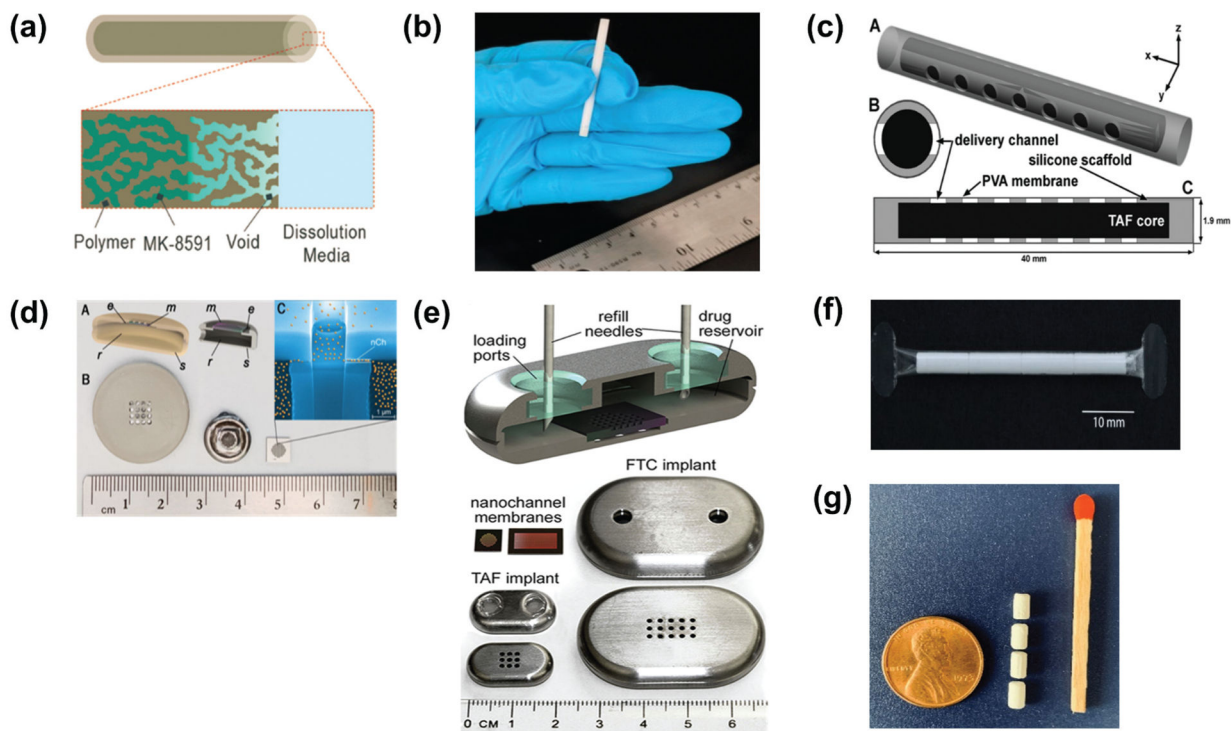 (a)
Polymer
MK-8591
Void
Dissolution
Media
(b)
9
10
(c)
A
z
x
y
B
delivery channel
silicone scaffold
PVA membrane
C
TAF core
1.9 mm
40 mm
(d)
A
e
m
m
e
r
s
r
s
C
nCh
1 µm
B
cm
1
2
3
4
5
6
7
8
(e)
refill
needles
drug
reservoir
loading
ports
FTC implant
nanochannel
membranes
TAF implant
0 CM 1 2 3 4 5 6
(f)
10 mm
(g)